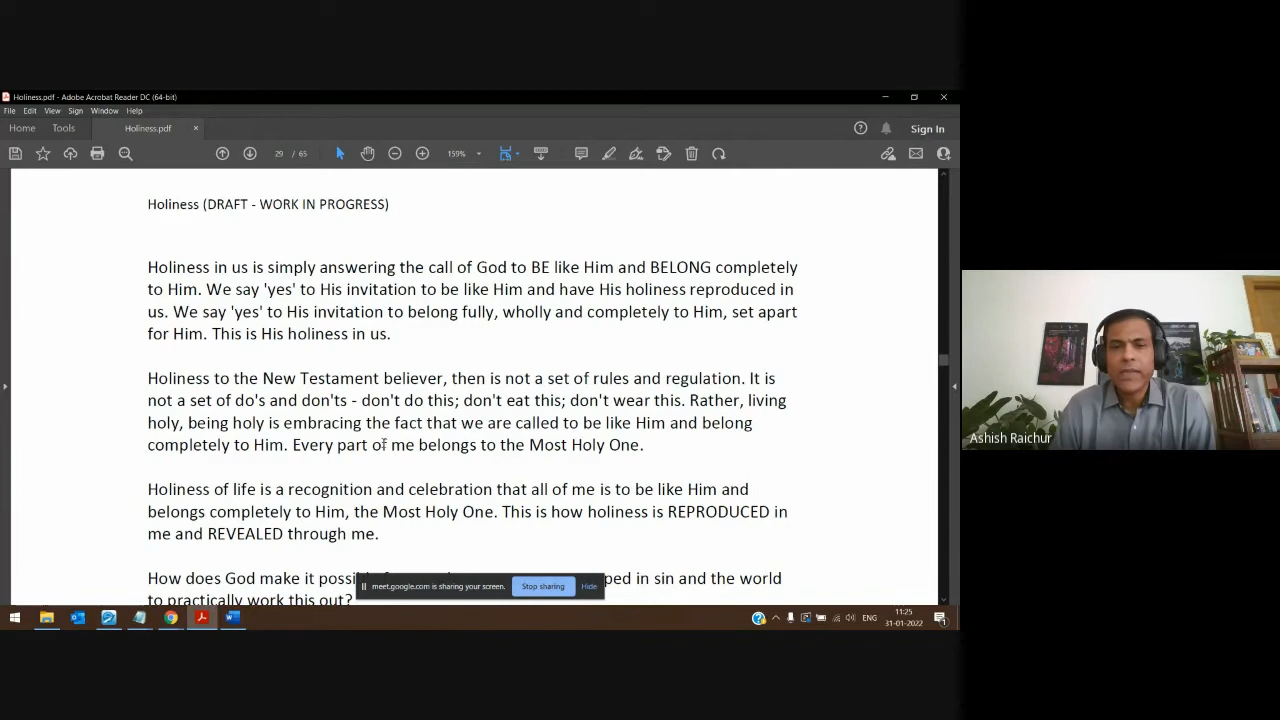 Holiness.pdf - Adobe Acrobat Reader DC (64-bit)
File Edit View Sign Window Help
Home Tools Holiness.pdf × Sign In
29 / 65 159%
Holiness (DRAFT - WORK IN PROGRESS)
Holiness in us is simply answering the call of God to BE like Him and BELONG completely
to Him. We say 'yes' to His invitation to be like Him and have His holiness reproduced in
us. We say 'yes' to His invitation to belong fully, wholly and completely to Him, set apart
for Him. This is His holiness in us.
Holiness to the New Testament believer, then is not a set of rules and regulation. It is
not a set of do's and don'ts - don't do this; don't eat this; don't wear this. Rather, living
holy, being holy is embracing the fact that we are called to be like Him and belong
completely to Him. Every part of me belongs to the Most Holy One.
Holiness of life is a recognition and celebration that all of me is to be like Him and
belongs completely to Him, the Most Holy One. This is how holiness is REPRODUCED in
me and REVEALED through me.
How does God make it possi ped in sin and the world
to practically work this out?
meet.google.com is sharing your screen. Stop sharing Hide
ENG 11:25
31-01-2022
Ashish Raichur